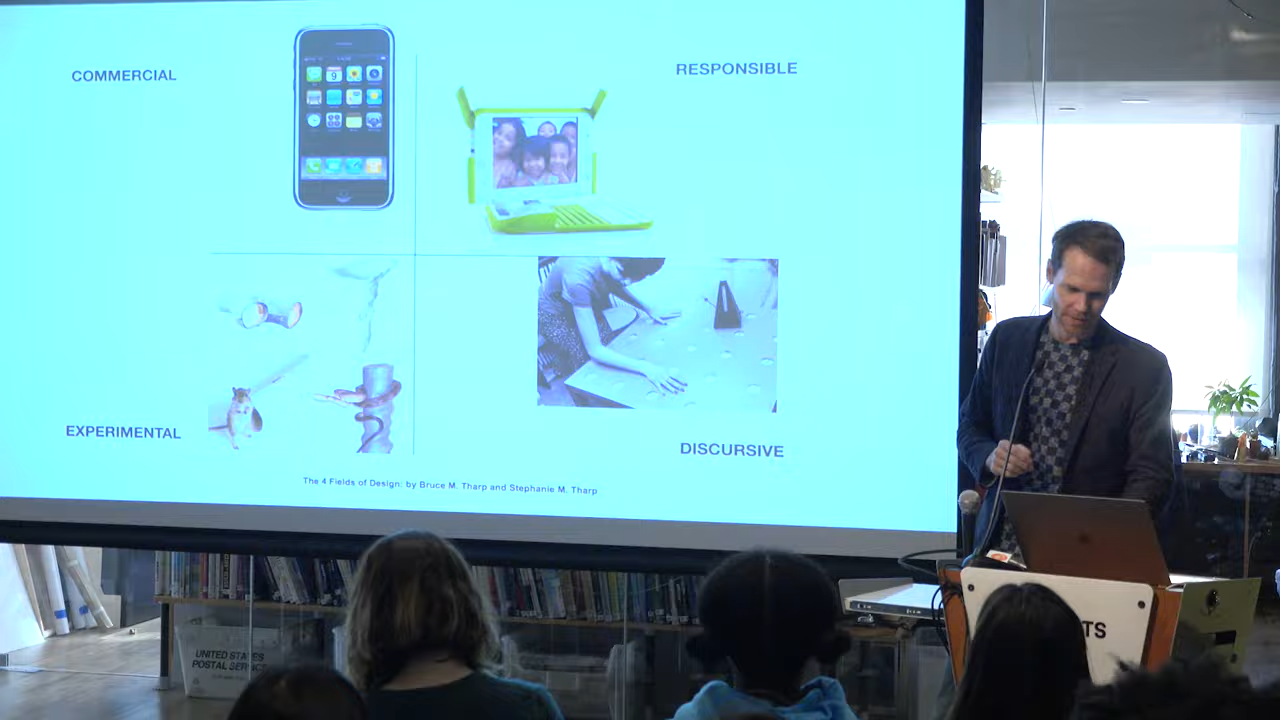 COMMERCIAL
RESPONSIBLE
9
EXPERIMENTAL
DISCURSIVE
The 4 Fields of Design: by Bruce M. Tharp and Stephanie M. Tharp
UNITED STATES
POSTAL SERVICE
TS